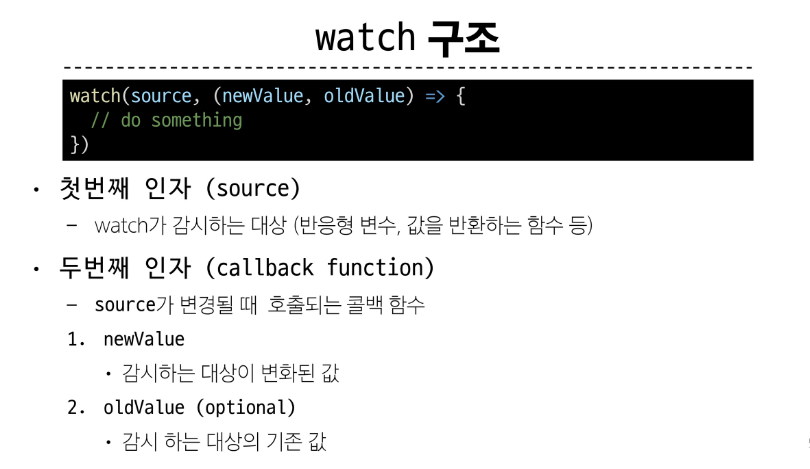 watch 구조
watch(source, (newValue, oldValue) => {
  // do something
})
• 첫번째 인자 (source)
– watch가 감시하는 대상 (반응형 변수, 값을 반환하는 함수 등)
• 두번째 인자 (callback function)
– source가 변경될 때 호출되는 콜백 함수
1. newValue
• 감시하는 대상이 변화된 값
2. oldValue (optional)
• 감시 하는 대상의 기존 값